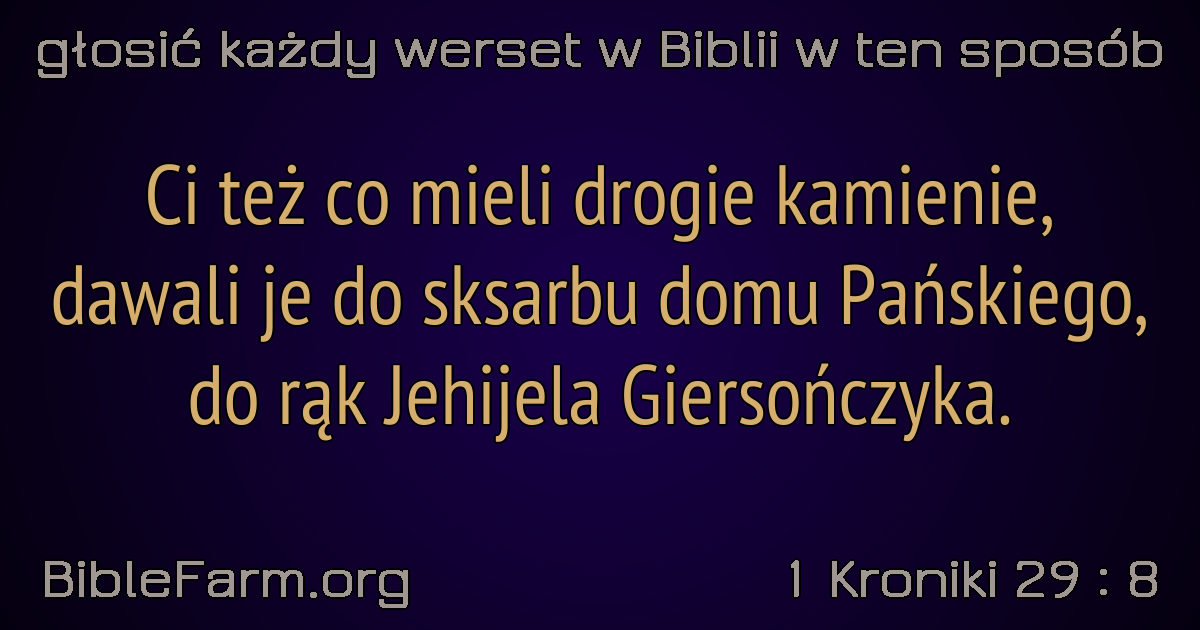 głosić każdy werset w Biblii w ten sposób
Ci też co mieli drogie kamienie,
dawali je do sksarbu domu Pańskiego,
do rąk Jehijela Giersończyka.
BibleFarm.org
1 Kroniki 29 : 8